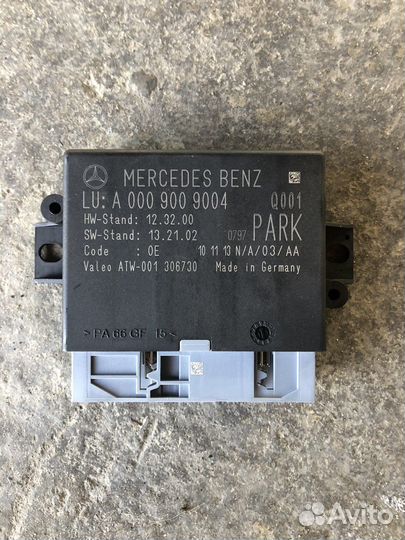 MERCEDES BENZ
LU: A 000 900 9004 Q001
HW-Stand: 12.32.00
SW-Stand: 13.21.02 0797 PARK
Code : 0E 10 11 13 N/A/03/AA
Valeo ATW-001 306730 Made in Germany
>PA 66 GF 15<
Avito